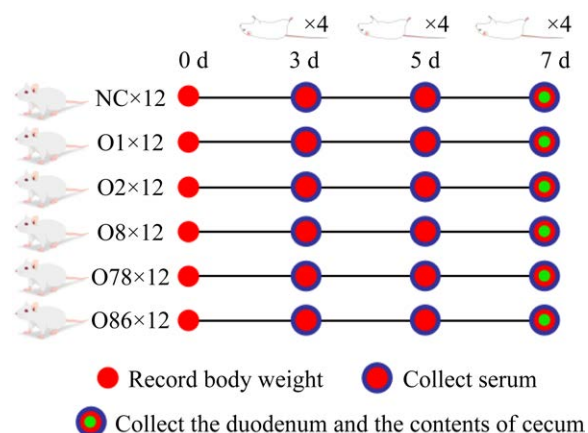 ×4 ×4 ×4
0 d 3 d 5 d 7 d
NC×12
O1×12
O2×12
O8×12
O78×12
O86×12
Record body weight Collect serum
Collect the duodenum and the contents of cecum